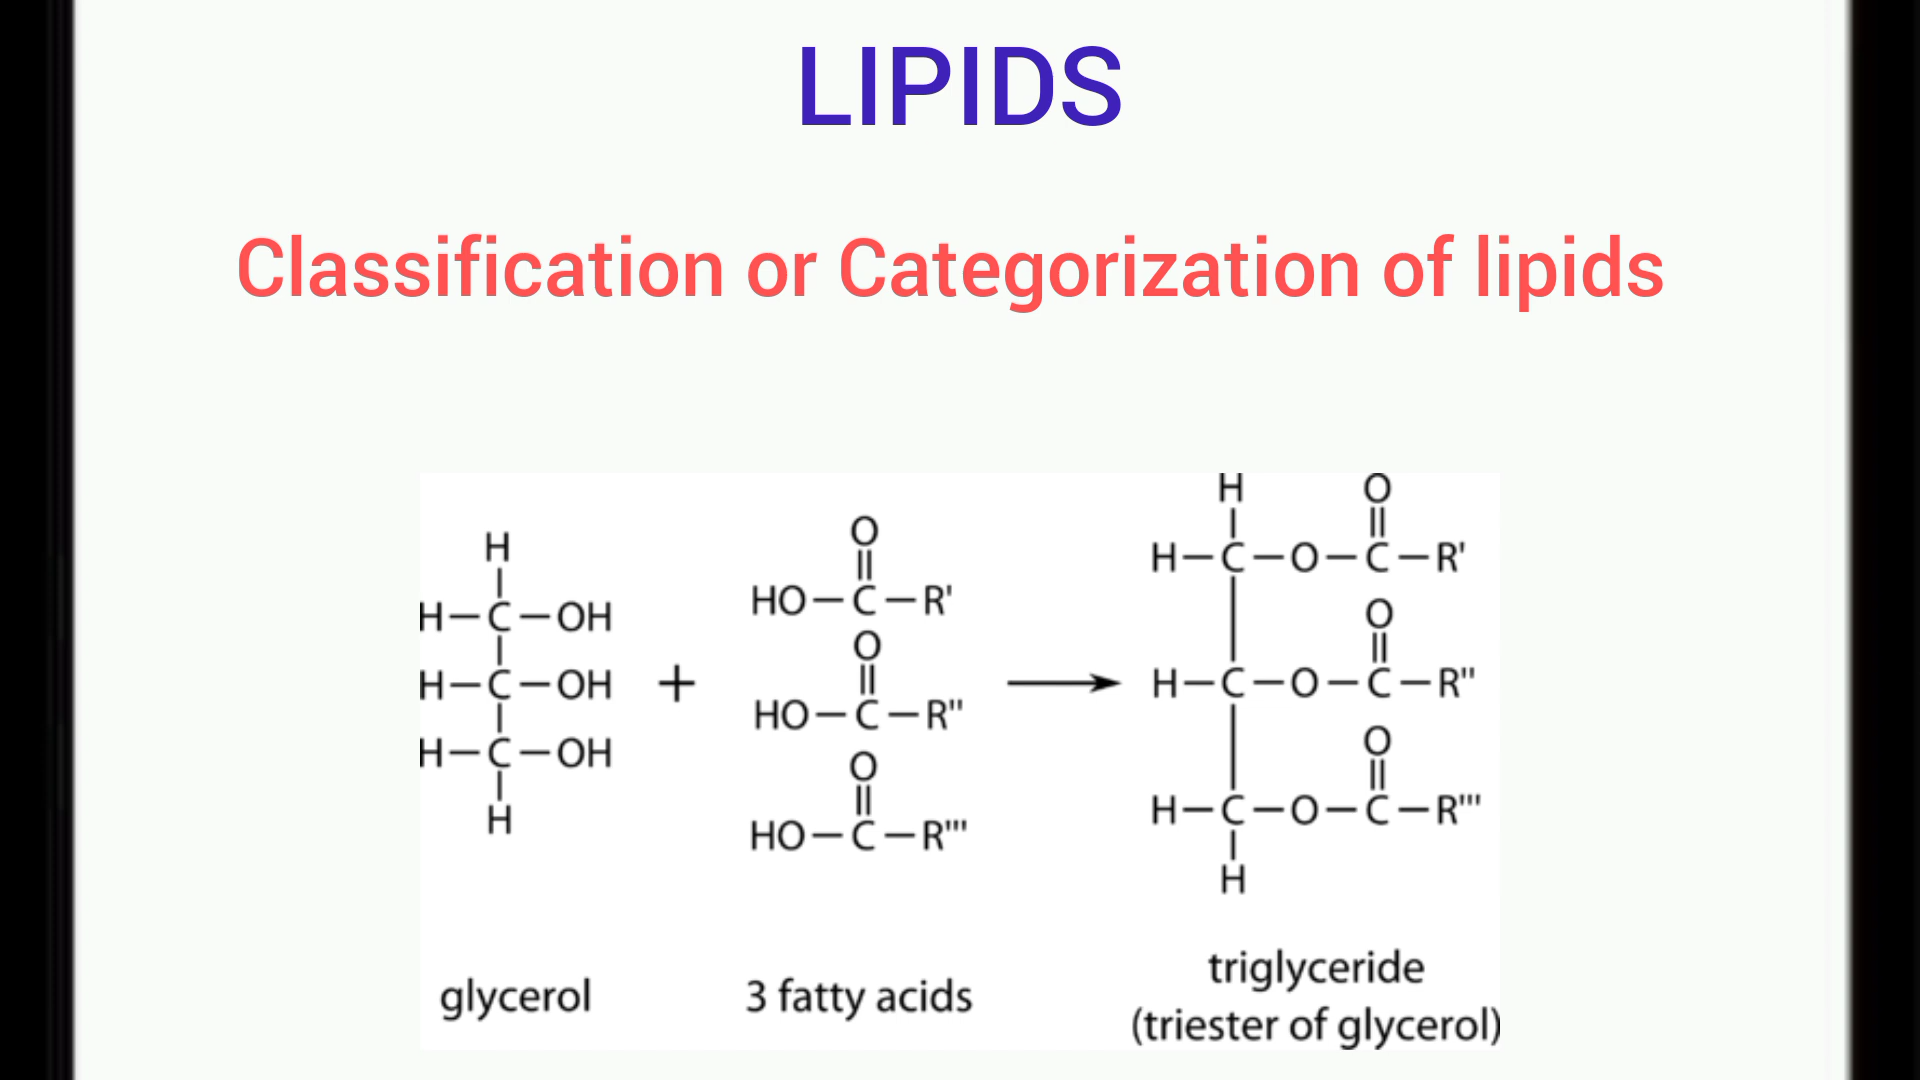 LIPIDS
Classification or Categorization of lipids
H
H—C—OH
H—C—OH
H—C—OH
H
+
O
HO—C—R'
O
HO—C—R"
O
HO—C—R'''
H O
H—C—O—C—R'
O
H—C—O—C—R"
O
H—C—O—C—R'''
H
glycerol
3 fatty acids
triglyceride
(triester of glycerol)